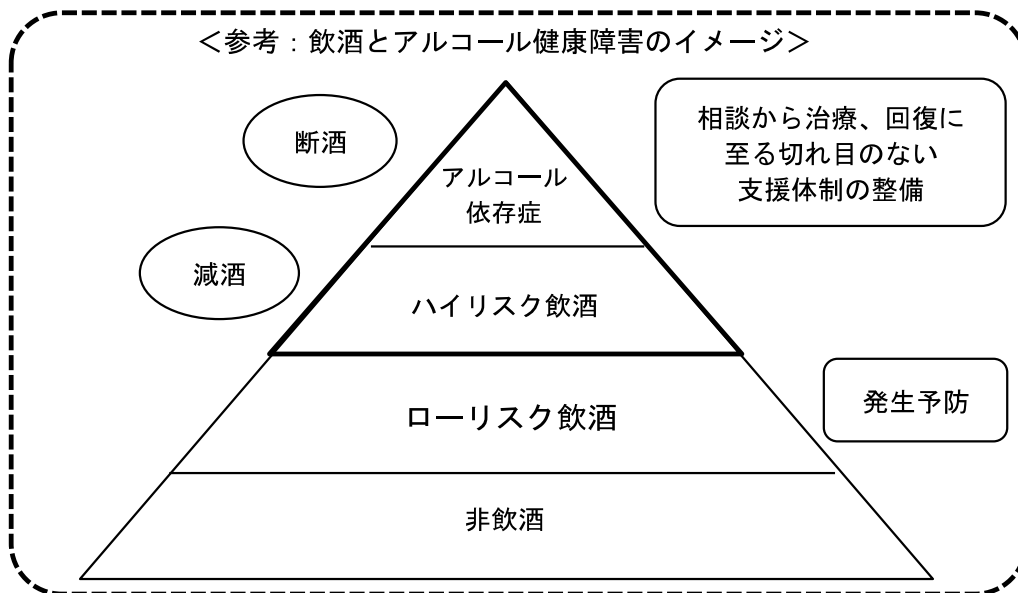 ＜参考：飲酒とアルコール健康障害のイメージ＞
断酒
相談から治療、回復に
至る切れ目のない
支援体制の整備
アルコール
依存症
減酒
ハイリスク飲酒
ローリスク飲酒
発生予防
非飲酒